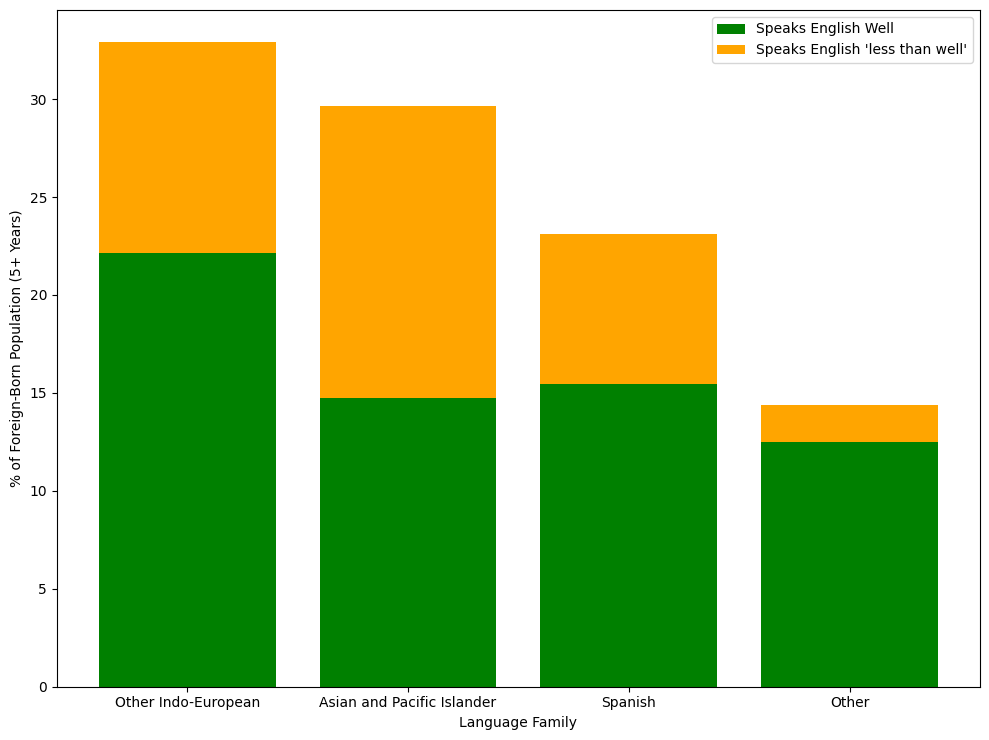 Speaks English Well
Speaks English 'less than well'
% of Foreign-Born Population (5+ Years)
30
25
20
15
10
5
0
Other Indo-European
Asian and Pacific Islander
Spanish
Other
Language Family